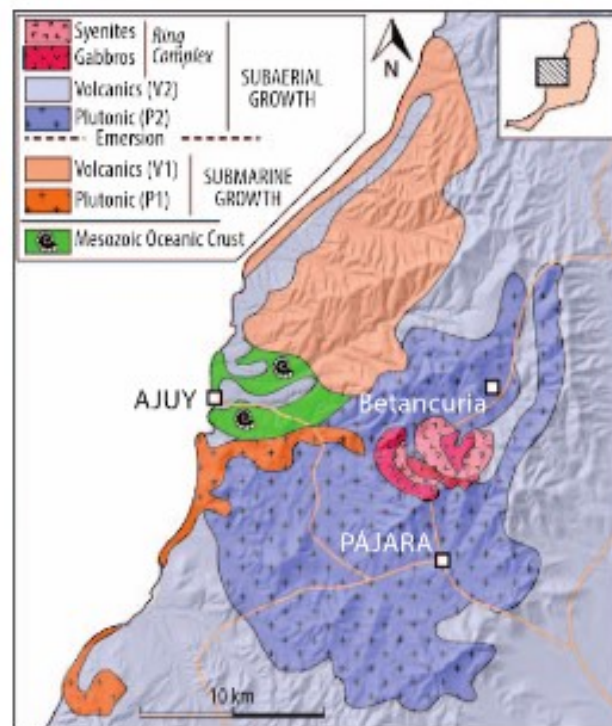 Syenites
Gabbros
Ring
Complex
Volcanics (V2)
Plutonic (P2)
SUBAERIAL
GROWTH
Emersion
Volcanics (V1)
Plutonic (P1)
SUBMARINE
GROWTH
Mesozoic Oceanic Crust
N
AJUY
Betancuria
PÁJARA
10 km